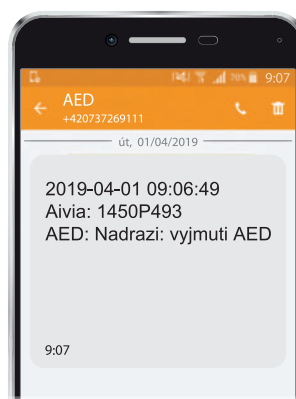 70% 9:07
AED
+420737269111
út, 01/04/2019
2019-04-01 09:06:49
Aivia: 1450P493
AED: Nadrazi: vyjmuti AED
9:07